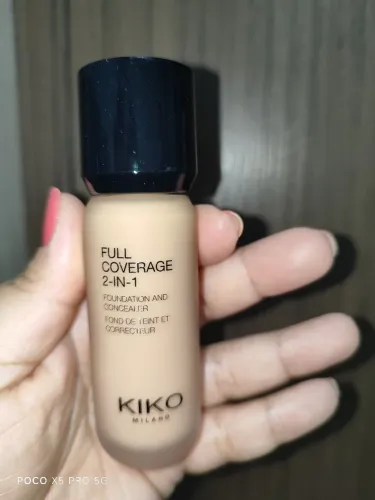 FULL
COVERAGE
2-IN-1
FOUNDATION AND
CONCEALER
FOND DE TEINT ET
CORRECTEUR
KIKO
MILANO
POCO X5 PRO 5G